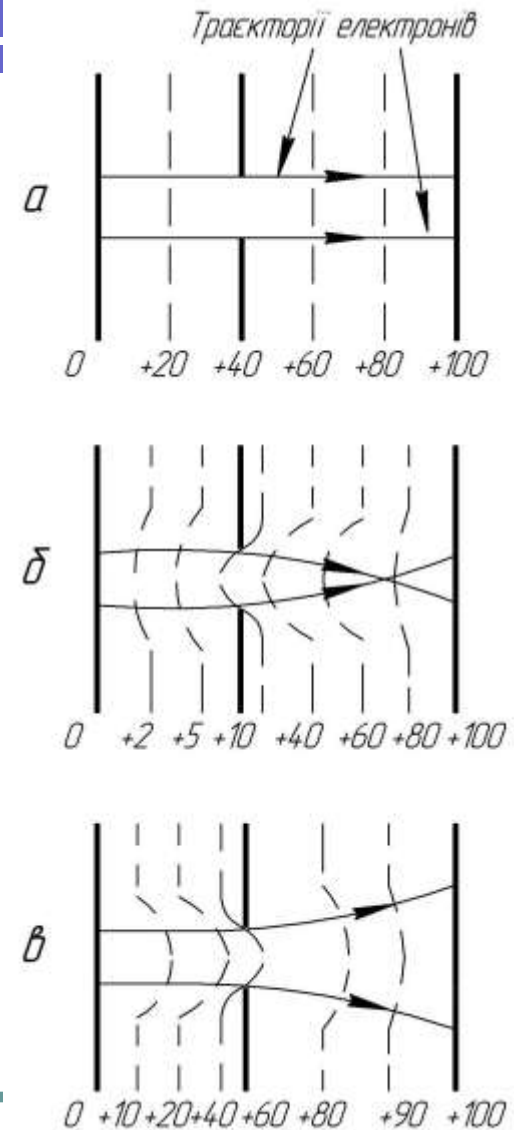 Траєкторії електронів
а
0 +20 +40 +60 +80 +100
б
0 +2 +5 +10 +40 +60 +80 +100
в
0 +10 +20 +40 +60 +80 +90 +100